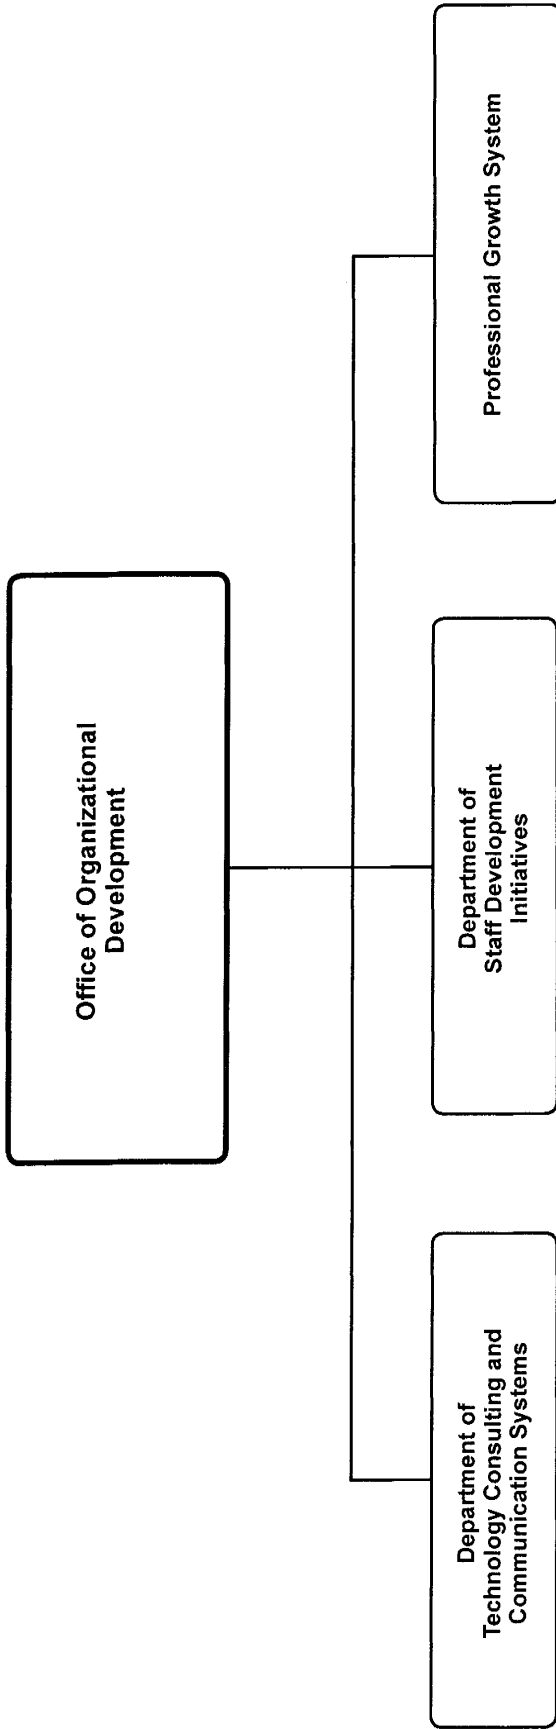 Office of Organizational
Development
Department of
Technology Consulting and
Communication Systems
Department of
Staff Development
Initiatives
Professional Growth System